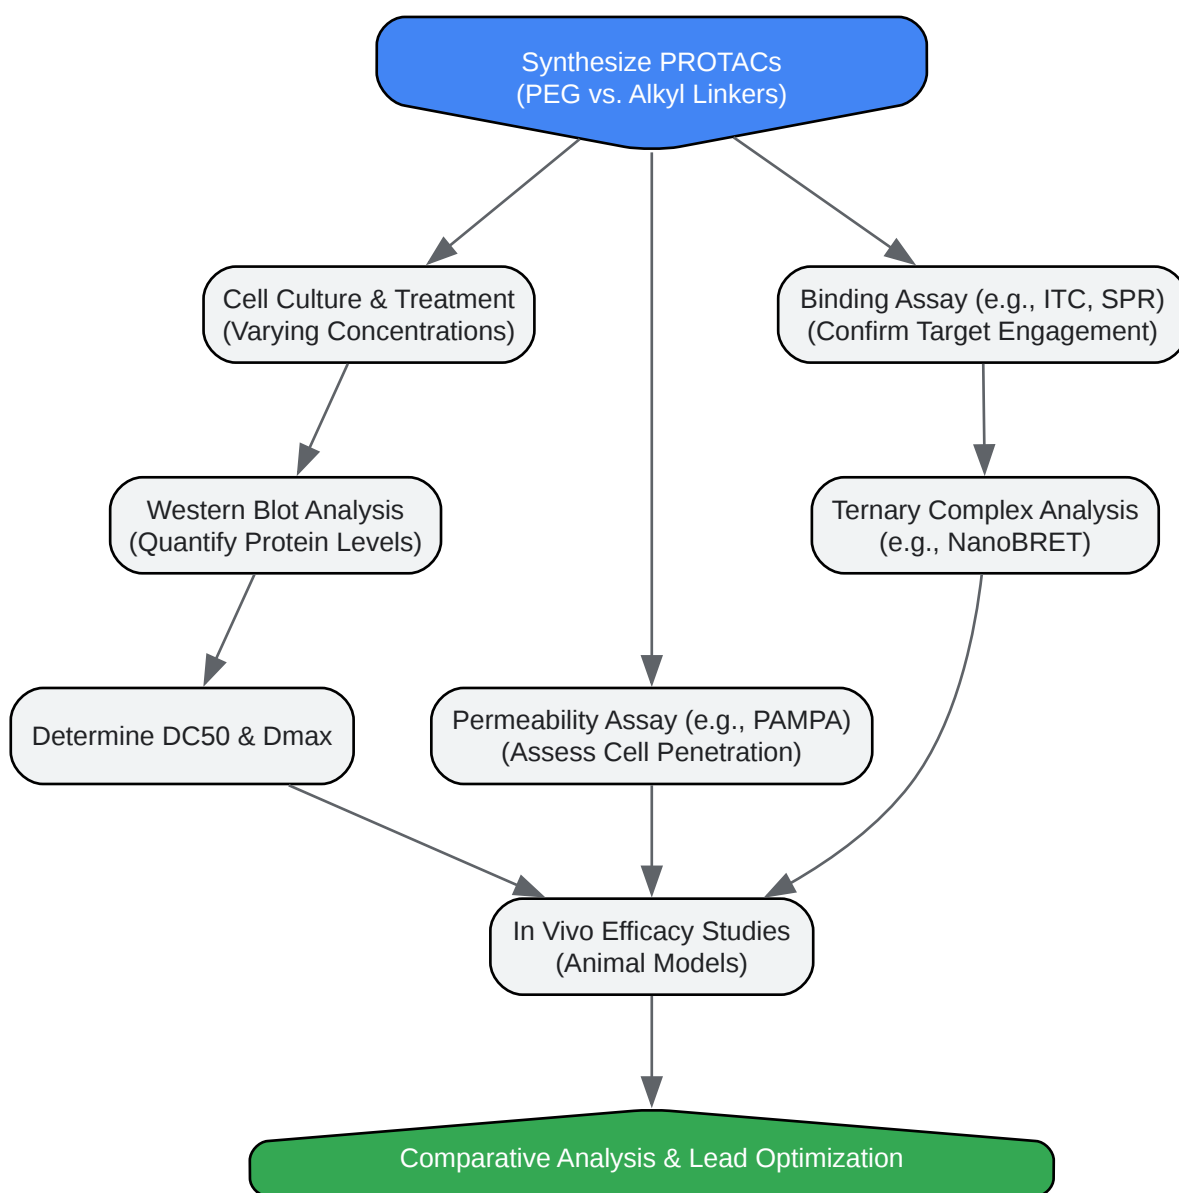 Synthesize PROTACs
(PEG vs. Alkyl Linkers)
Cell Culture & Treatment
(Varying Concentrations)
Binding Assay (e.g., ITC, SPR)
(Confirm Target Engagement)
Western Blot Analysis
(Quantify Protein Levels)
Ternary Complex Analysis
(e.g., NanoBRET)
Determine DC50 & Dmax
Permeability Assay (e.g., PAMPA)
(Assess Cell Penetration)
In Vivo Efficacy Studies
(Animal Models)
Comparative Analysis & Lead Optimization